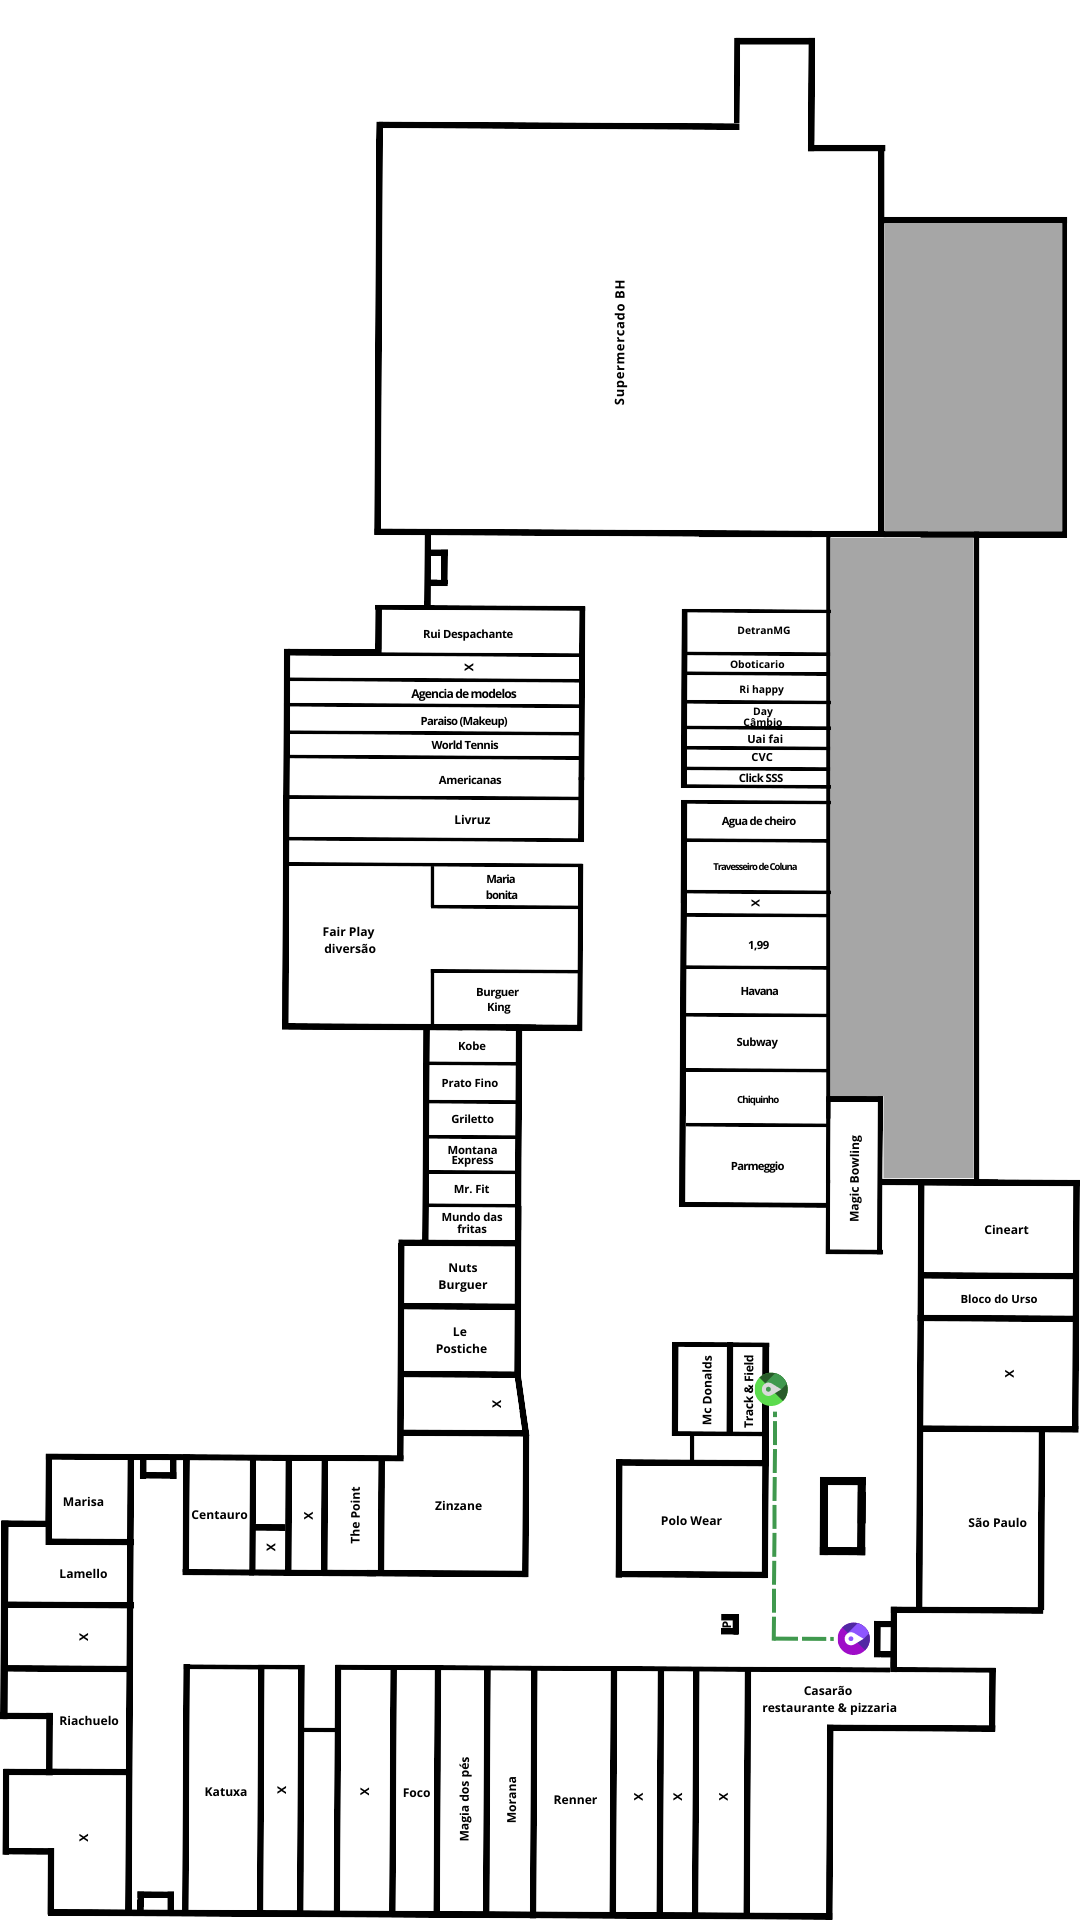 Supermercado BH
Rui Despachante
X
Agencia de modelos
Paraiso (Makeup)
World Tennis
Americanas
Livruz
Maria
bonita
Fair Play
diversão
Burguer
King
Kobe
Prato Fino
Griletto
Montana
Express
Mr. Fit
Mundo das
fritas
Nuts
Burguer
Le
Postiche
X
Zinzane
DetranMG
Oboticario
Ri happy
Day
Câmbio
Uai fai
CVC
Click SSS
Agua de cheiro
Travesseiro de Coluna
X
1,99
Havana
Subway
Chiquinho
Parmeggio
Magic Bowling
Cineart
Bloco do Urso
X
São Paulo
Mc Donalds
Track & Field
Polo Wear
P
Marisa
Lamello
X
Riachuelo
X
Centauro
X
X
The Point
Katuxa
X
X
Foco
Magia dos pés
Morana
Renner
X
X
X
Casarão
restaurante & pizzaria